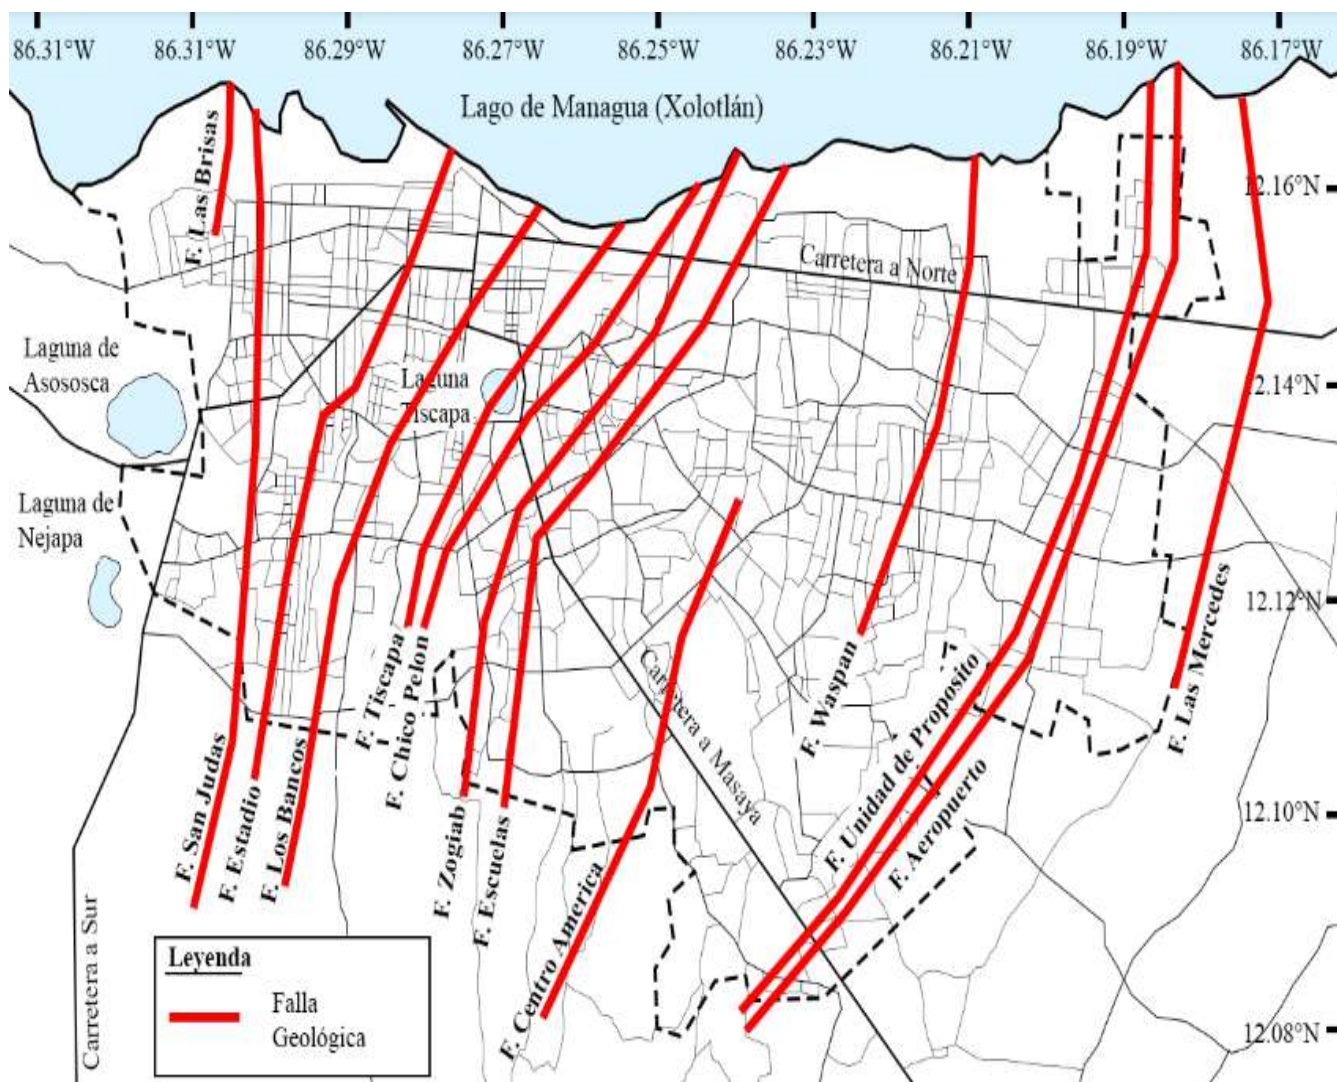 86.31°W 86.31°W 86.29°W 86.27°W 86.25°W 86.23°W 86.21°W 86.19°W 86.17°W
Lago de Managua (Xolotlán)
F. Las Brisas
12.16°N
Carretera a Norte
Laguna de
Asososca
Laguna
Tiscapa
12.14°N
Laguna de
Nejapa
12.12°N
F. Tiscapa
F. Chico Pelon
Carretera a Masaya
F. Waspan
F. Unidad de Proposito
F. Aeropuerto
F. Las Mercedes
F. San Judas
F. Estadio
F. Los Bancos
F. Zogiab
F. Escuelas
F. Centro America
12.10°N
Carretera a Sur
Leyenda
Falla
Geológica
12.08°N